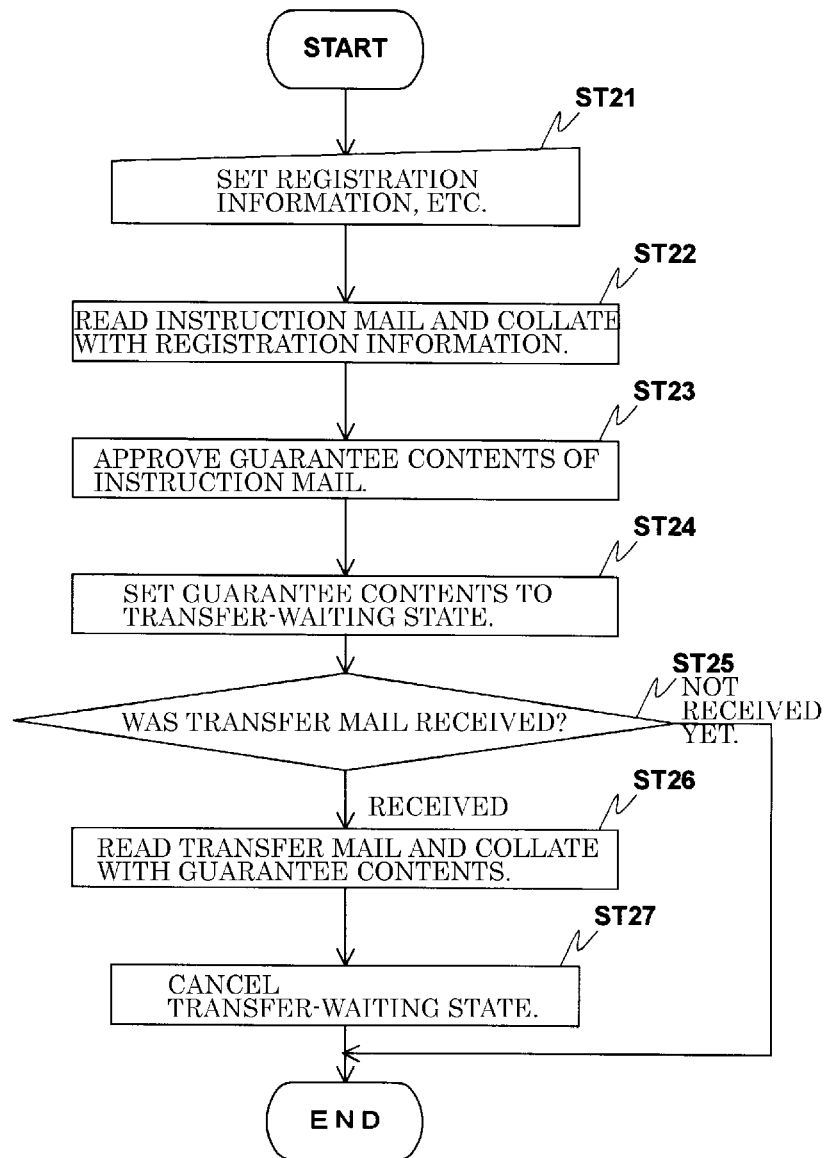 START
ST21
SET REGISTRATION
INFORMATION, ETC.
ST22
READ INSTRUCTION MAIL AND COLLATE
WITH REGISTRATION INFORMATION.
ST23
APPROVE GUARANTEE CONTENTS OF
INSTRUCTION MAIL.
ST24
SET GUARANTEE CONTENTS TO
TRANSFER-WAITING STATE.
ST25
WAS TRANSFER MAIL RECEIVED?
NOT
RECEIVED
YET.
RECEIVED
ST26
READ TRANSFER MAIL AND COLLATE
WITH GUARANTEE CONTENTS.
ST27
CANCEL
TRANSFER-WAITING STATE.
END